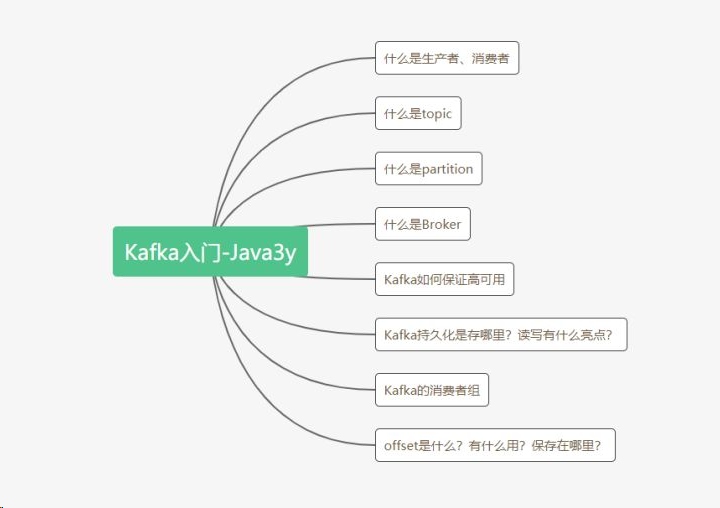 什么是生产者、消费者
什么是topic
什么是partition
什么是Broker
Kafka入门-Java3y
Kafka如何保证高可用
Kafka持久化是存哪里？读写有什么亮点？
Kafka的消费者组
offset是什么？有什么用？保存在哪里？